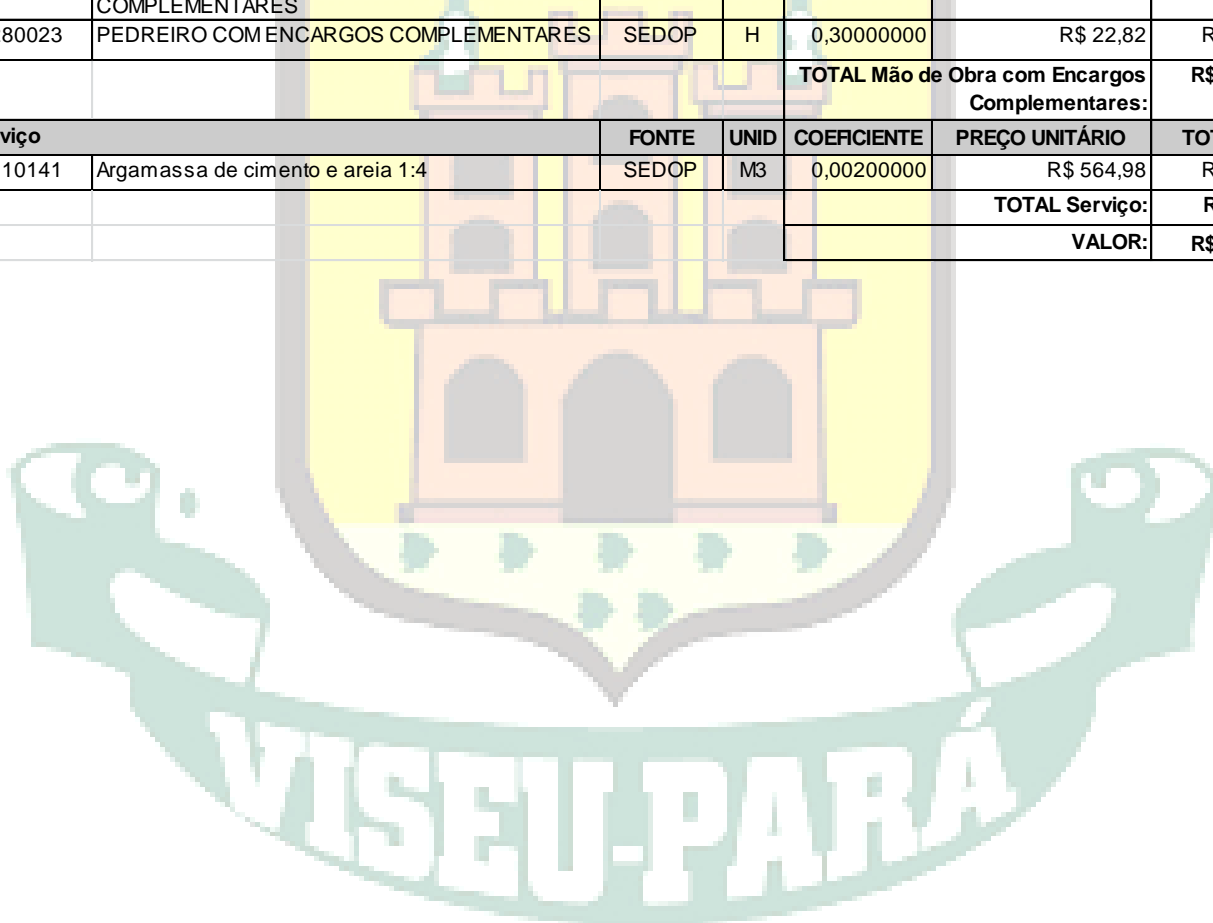 COMPLEMENTARES
80023 PEDREIRO COM ENCARGOS COMPLEMENTARES SEDOP H 0,30000000 R$ 22,82 R
TOTAL Mão de Obra com Encargos R$
Complementares:
viço FONTE UNID COEFICIENTE PREÇO UNITÁRIO TO
10141 Argamassa de cimento e areia 1:4 SEDOP M3 0,00200000 R$ 564,98 R
TOTAL Serviço: R
VALOR: R$
VISEU-PARÁ